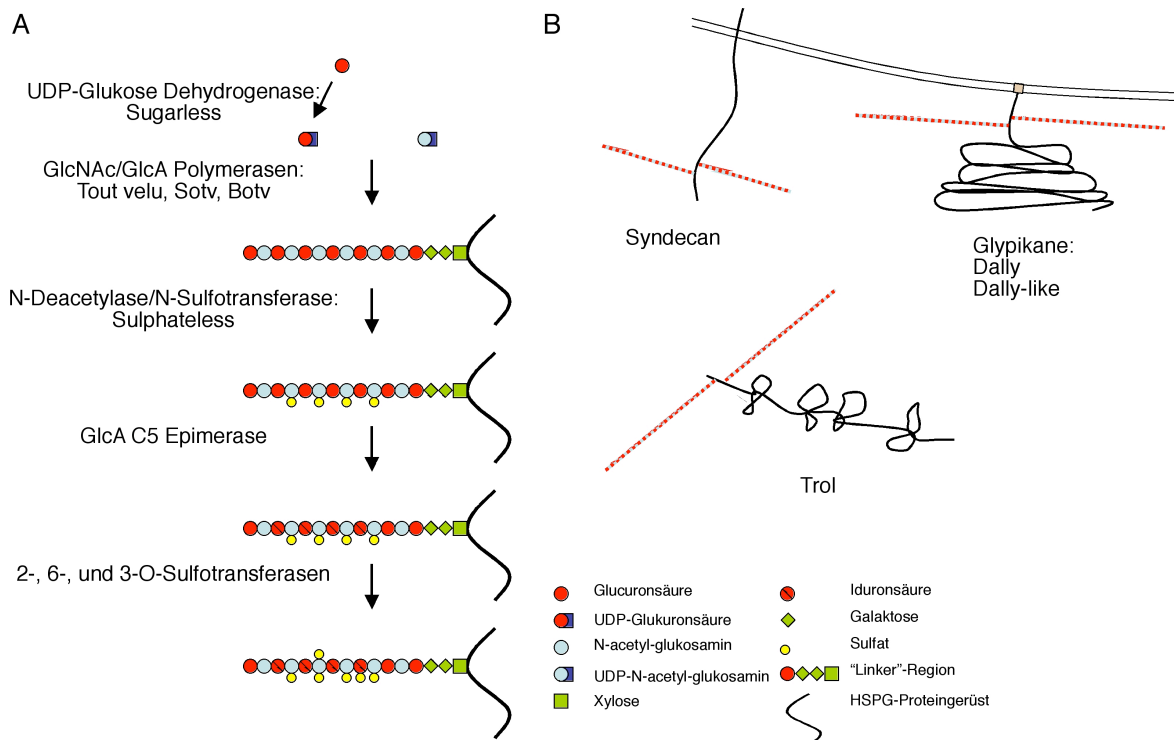 A
UDP-Glukose Dehydrogenase:
Sugarless
GlcNAc/GlcA Polymerasen:
Tout velu, Sotv, Botv
N-Deacetylase/N-Sulfotransferase:
Sulphateless
GlcA C5 Epimerase
2-, 6-, und 3-O-Sulfotransferasen
B
Syndecan
Glypikane:
Dally
Dally-like
Trol
Glucuronsäure
UDP-Glukuronsäure
N-acetyl-glukosamin
UDP-N-acetyl-glukosamin
Xylose
Iduronsäure
Galaktose
Sulfat
“Linker”-Region
HSPG-Proteingerüst